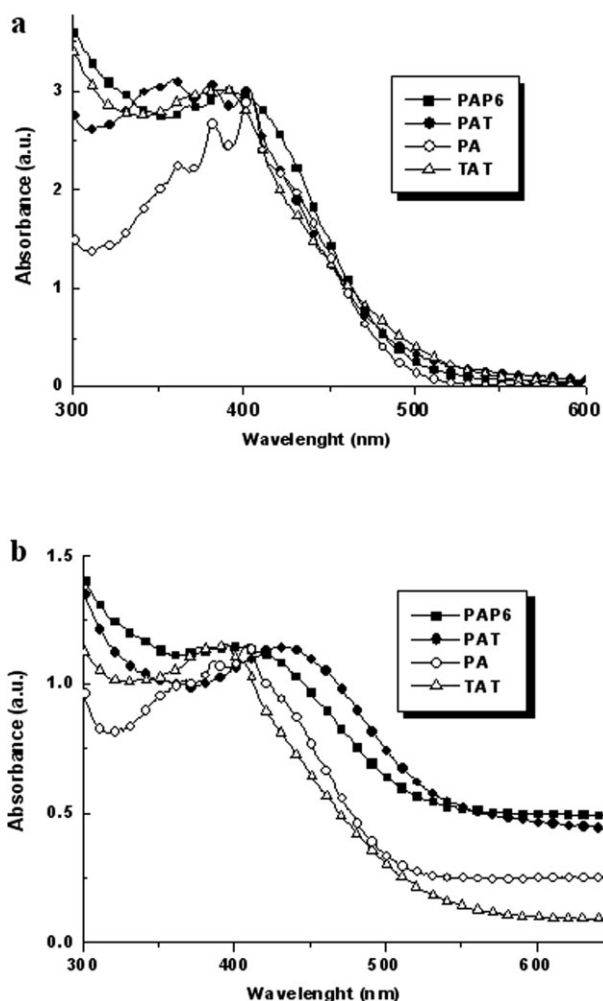 a
3
2
1
0
300
400
500
600
Absorbance (a.u.)
Wavelenght (nm)
PAP6
PAT
PA
TAT
b
1.5
1.0
0.5
0.0
300
400
500
600
Absorbance (a.u.)
Wavelenght (nm)
PAP6
PAT
PA
TAT